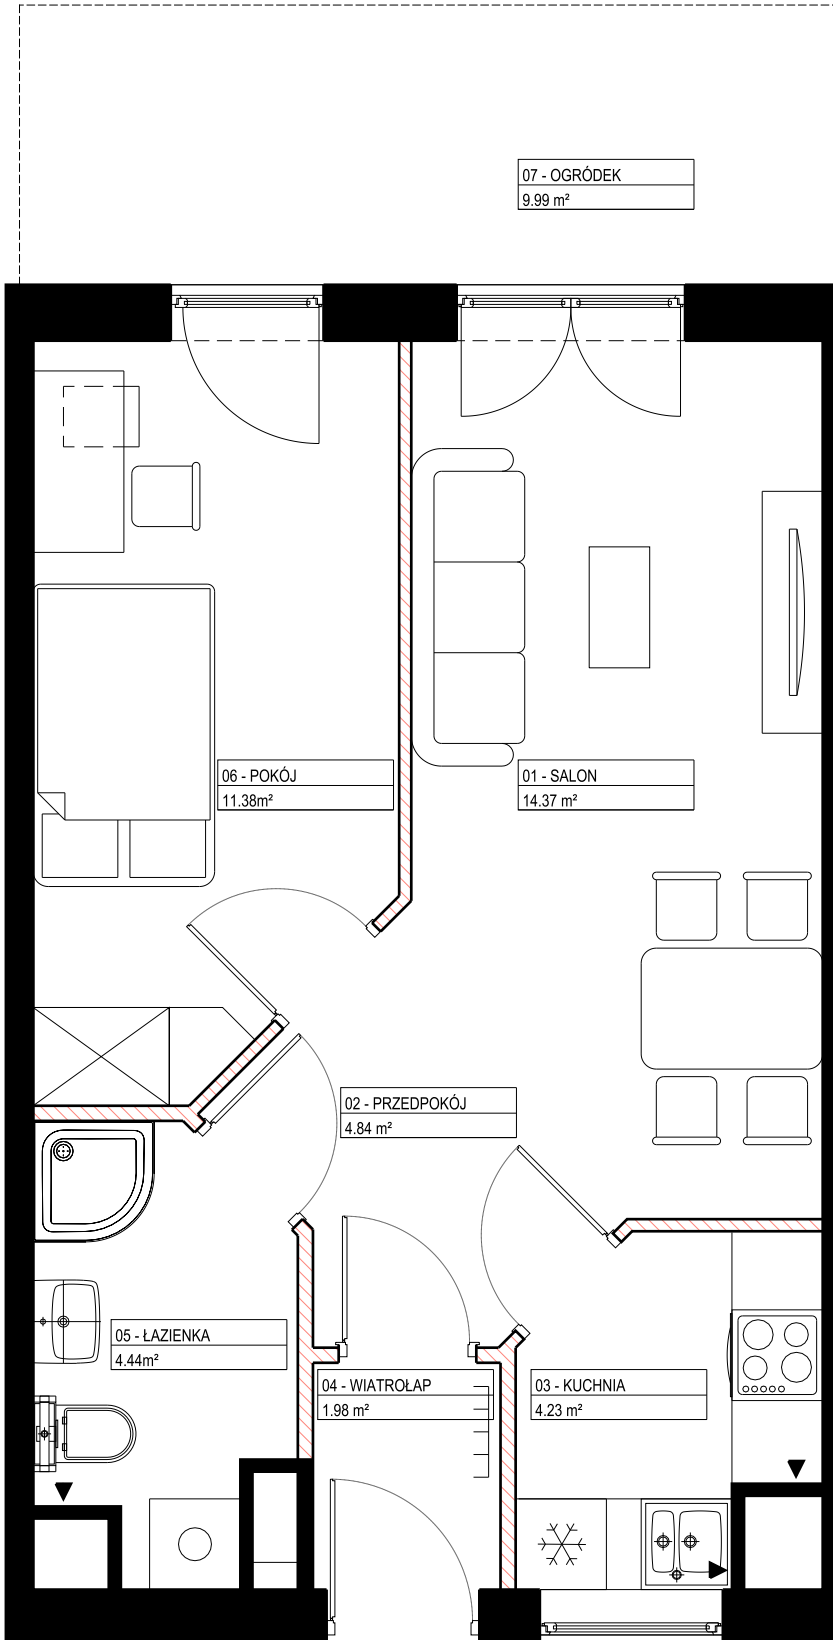 07 - OGRÓDEK
9.99 m²
06 - POKÓJ
11.38m²
01 - SALON
14.37 m²
02 - PRZEDPOKÓJ
4.84 m²
05 - ŁAZIENKA
4.44m²
04 - WIATROŁAP
1.98 m²
03 - KUCHNIA
4.23 m²